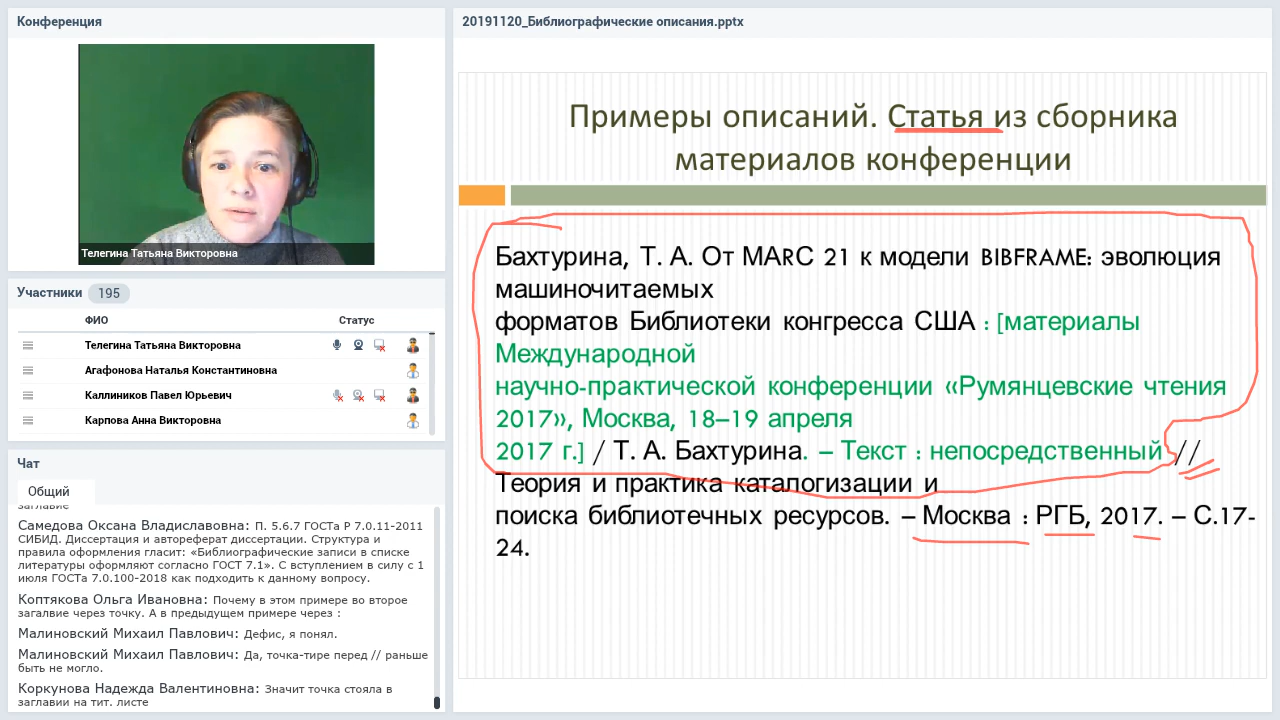 Конференция
Телегина Татьяна Викторовна
Участники 195
ФИО Статус
Телегина Татьяна Викторовна
Агафонова Наталья Константиновна
Каллиников Павел Юрьевич
Карпова Анна Викторовна
Чат
Общий
заглавие
Самедова Оксана Владиславовна: П. 5.6.7 ГОСТа Р 7.0.11-2011
СИБИД. Диссертация и автореферат диссертации. Структура и
правила оформления гласит: «Библиографические записи в списке
литературы оформляют согласно ГОСТ 7.1». С вступлением в силу с 1
июля ГОСТа 7.0.100-2018 как подходить к данному вопросу.
Коптякова Ольга Ивановна: Почему в этом примере во второе
загалвие через точку. А в предыдущем примере через :
Малиновский Михаил Павлович: Дефис, я понял.
Малиновский Михаил Павлович: Да, точка-тире перед // раньше
быть не могло.
Коркунова Надежда Валентиновна: Значит точка стояла в
заглавии на тит. листе
20191120_Библиографические описания.pptx
Примеры описаний. Статья из сборника
материалов конференции
Бахтурина, Т. А. От МАRС 21 к модели BIBFRAME: эволюция
машиночитаемых
форматов Библиотеки конгресса США : [материалы
Международной
научно-практической конференции «Румянцевские чтения
2017», Москва, 18–19 апреля
2017 г.] / Т. А. Бахтурина. – Текст : непосредственный //
Теория и практика каталогизации и
поиска библиотечных ресурсов. – Москва : РГБ, 2017. – С.17-
24.